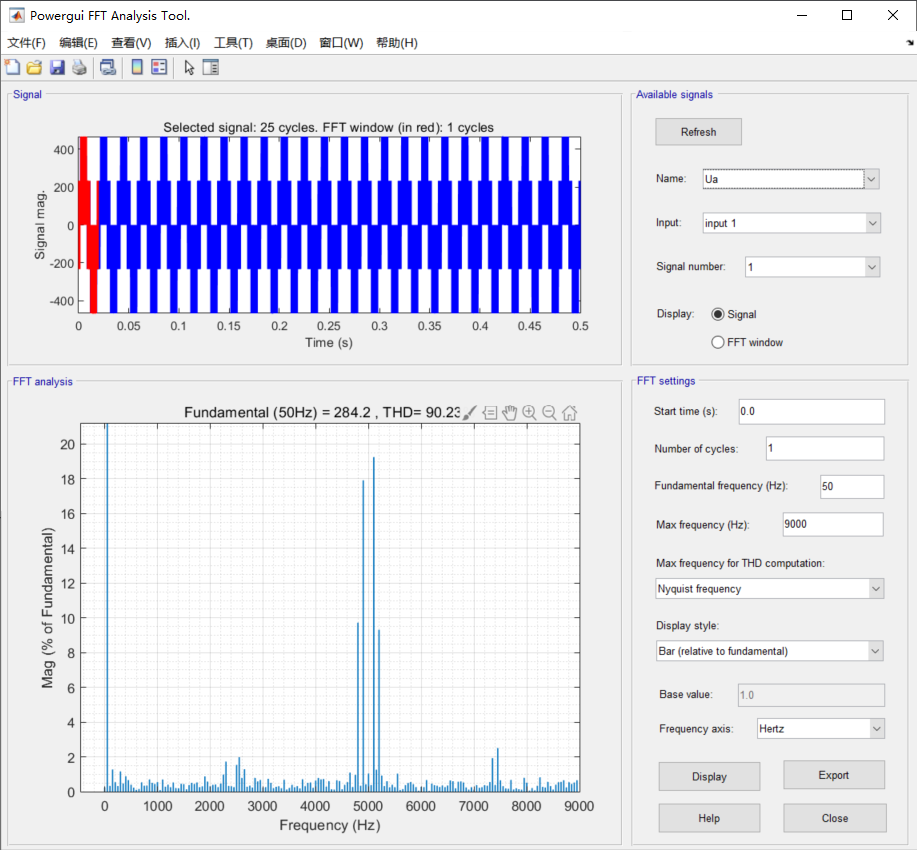 Powergui FFT Analysis Tool.
文件(F) 编辑(E) 查看(V) 插入(I) 工具(T) 桌面(D) 窗口(W) 帮助(H)
Signal
Selected signal: 25 cycles. FFT window (in red): 1 cycles
Signal mag.
400
200
0
-200
-400
0 0.05 0.1 0.15 0.2 0.25 0.3 0.35 0.4 0.45 0.5
Time (s)
FFT analysis
Fundamental (50Hz) = 284.2 , THD= 90.23
Mag (% of Fundamental)
20
18
16
14
12
10
8
6
4
2
0
0 1000 2000 3000 4000 5000 6000 7000 8000 9000
Frequency (Hz)
Available signals
Refresh
Name: Ua
Input: input 1
Signal number: 1
Display: Signal
FFT window
FFT settings
Start time (s): 0.0
Number of cycles: 1
Fundamental frequency (Hz): 50
Max frequency (Hz): 9000
Max frequency for THD computation:
Nyquist frequency
Display style:
Bar (relative to fundamental)
Base value: 1.0
Frequency axis: Hertz
Display Export
Help Close